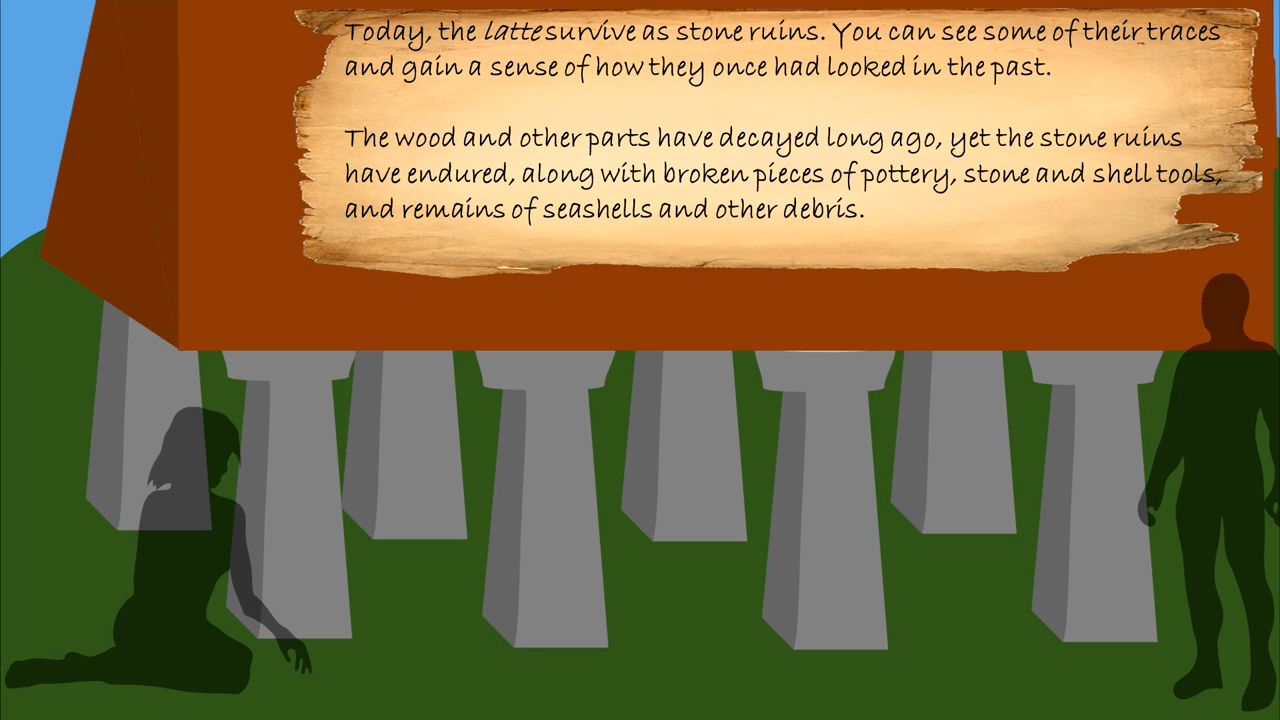 Today, the latte survive as stone ruins. You can see some of their traces
and gain a sense of how they once had looked in the past.
The wood and other parts have decayed long ago, yet the stone ruins
have endured, along with broken pieces of pottery, stone and shell tools,
and remains of seashells and other debris.